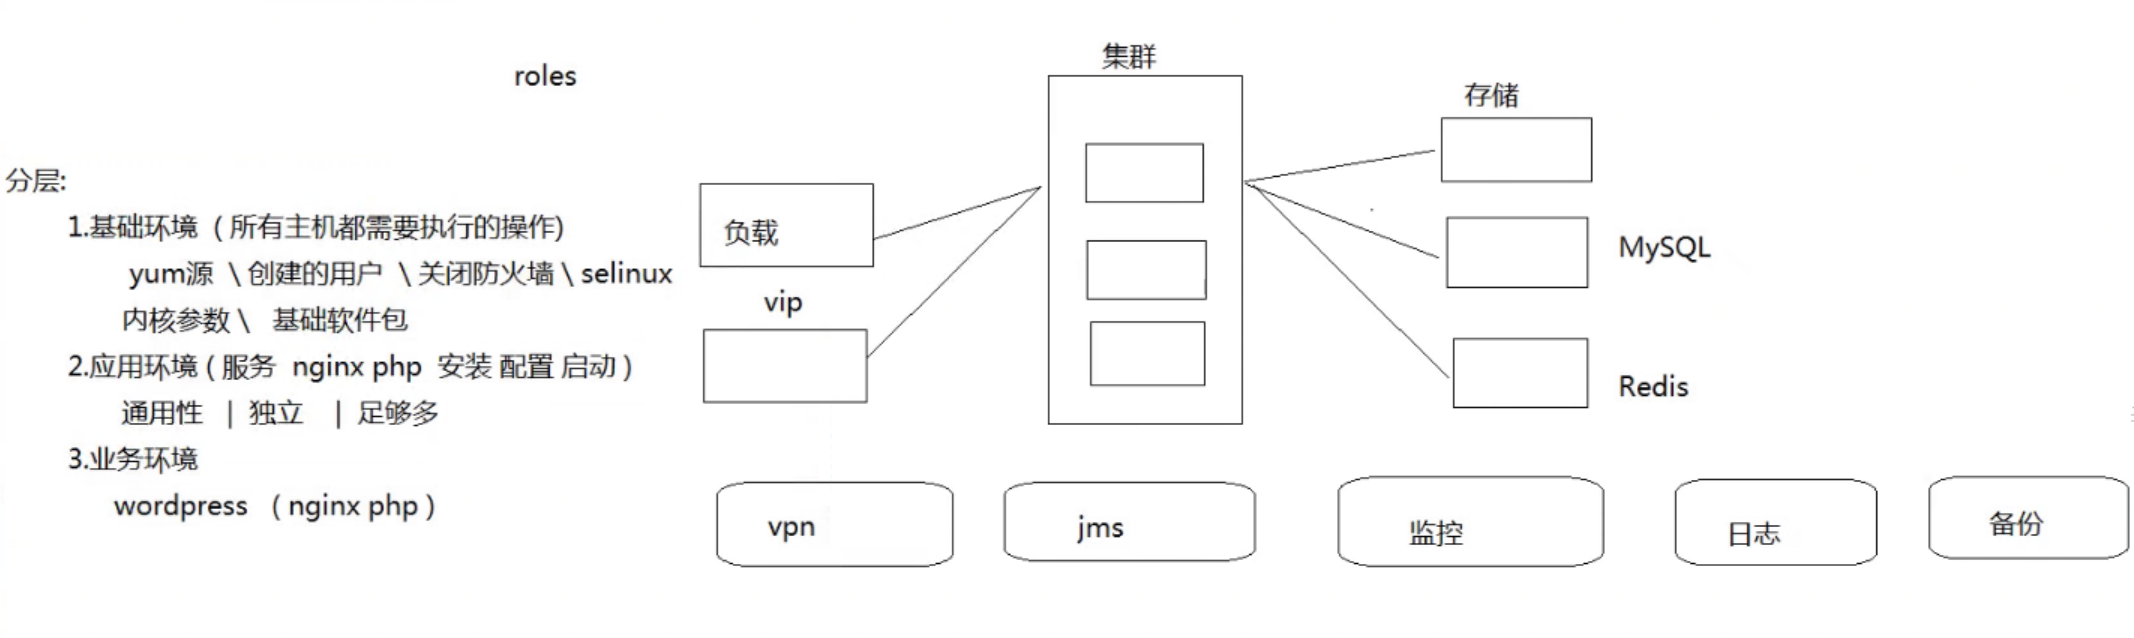 roles
分层:
1.基础环境 ( 所有主机都需要执行的操作)
yum源 \ 创建的用户 \ 关闭防火墙 \ selinux
内核参数 \ 基础软件包
2.应用环境 ( 服务 nginx php 安装 配置 启动 )
通用性 | 独立 | 足够多
3.业务环境
wordpress ( nginx php )
集群
存储
负载
vip
MySQL
Redis
vpn
jms
监控
日志
备份